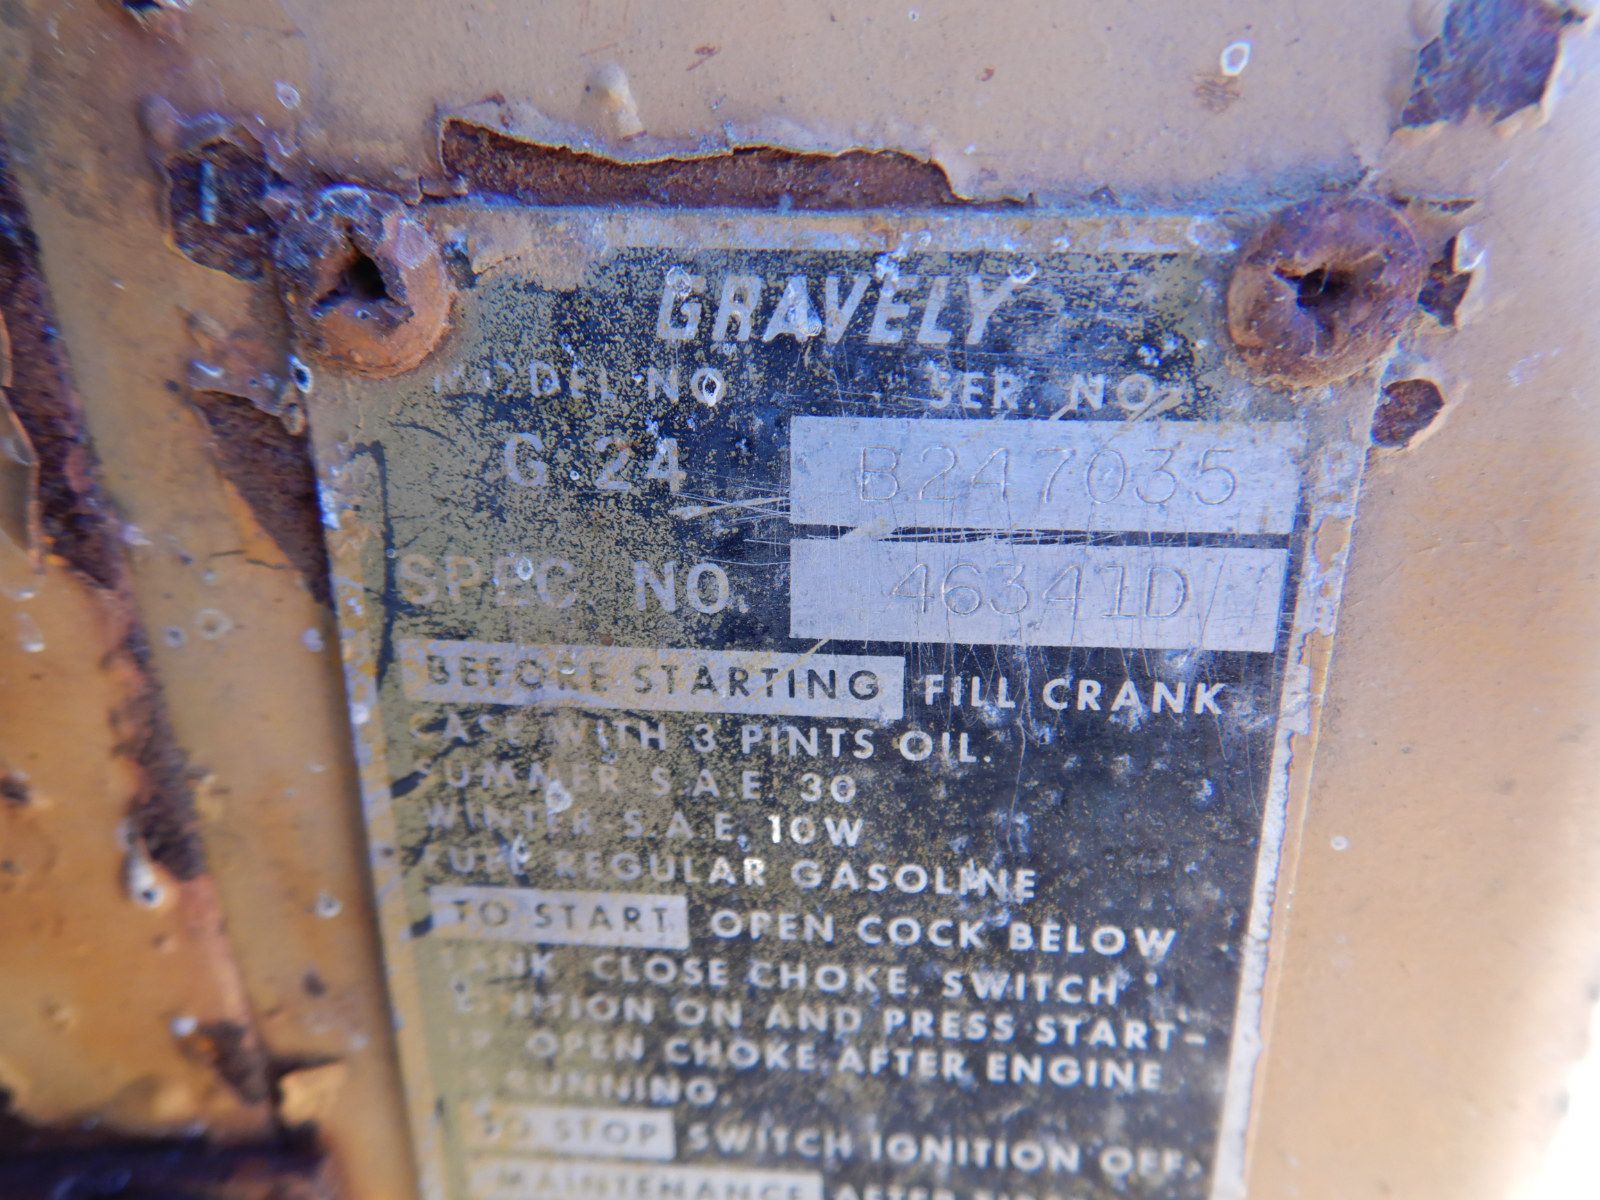 GRAVELY
MODEL NO. SER. NO.
G 24 B247035
SPEC NO. 46341D
BEFORE STARTING FILL CRANK
CASE WITH 3 PINTS OIL.
SUMMER S.A.E. 30
WINTER S.A.E. 10W
FUEL REGULAR GASOLINE
TO START OPEN COCK BELOW
TANK. CLOSE CHOKE. SWITCH
IGNITION ON AND PRESS START-
ER. OPEN CHOKE AFTER ENGINE
IS RUNNING.
TO STOP SWITCH IGNITION OFF.
MAINTENANCE AFTER